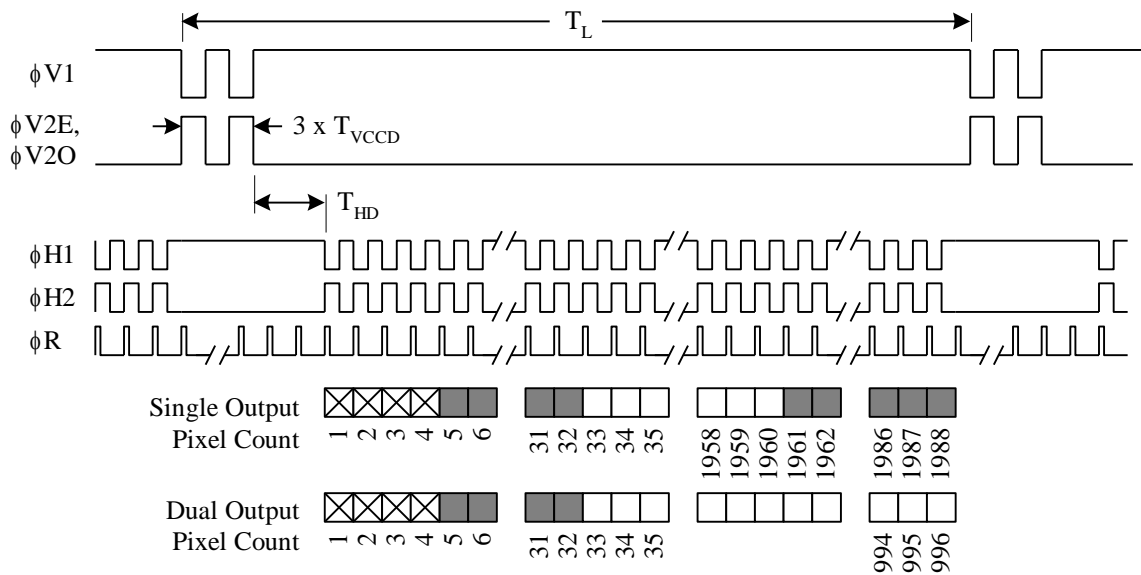 T_L
ϕV1
ϕV2E,
ϕV2O
3 x T_VCCD
T_HD
ϕH1
ϕH2
ϕR
Single Output
Pixel Count
1 2 3 4 5 6 31 32 33 34 35 1958 1959 1960 1961 1962 1986 1987 1988
Dual Output
Pixel Count
1 2 3 4 5 6 31 32 33 34 35 994 995 996